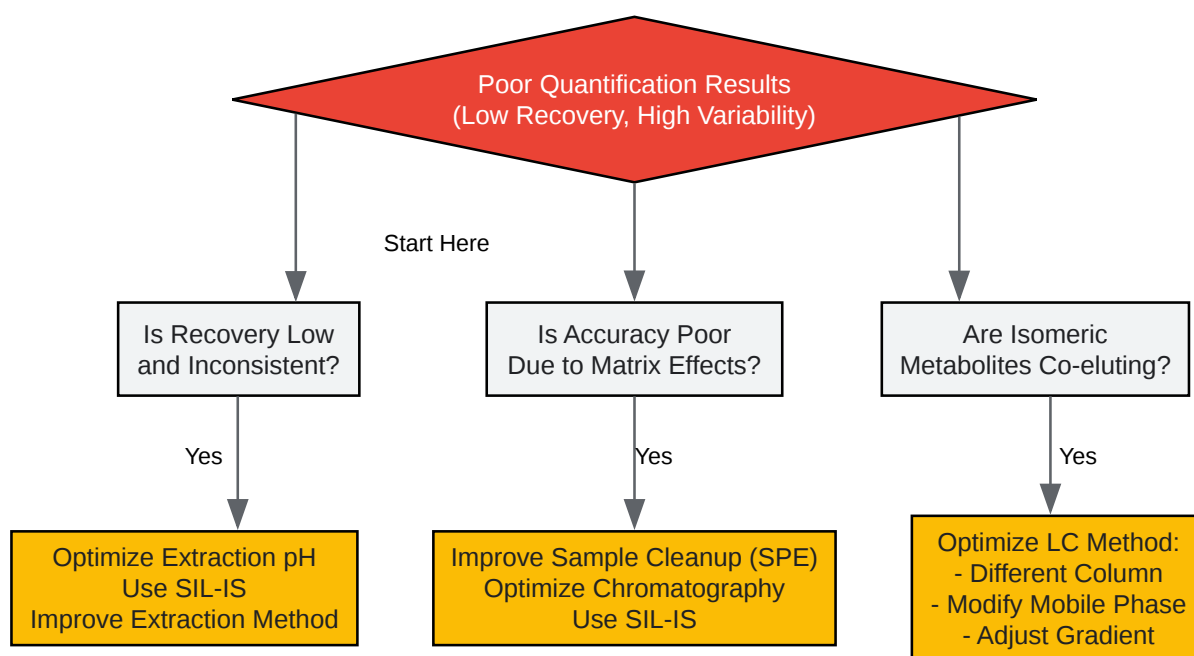 Poor Quantification Results
(Low Recovery, High Variability)
Start Here
Is Recovery Low
and Inconsistent?
Is Accuracy Poor
Due to Matrix Effects?
Are Isomeric
Metabolites Co-eluting?
Yes
Yes
Yes
Optimize Extraction pH
Use SIL-IS
Improve Extraction Method
Improve Sample Cleanup (SPE)
Optimize Chromatography
Use SIL-IS
Optimize LC Method:
- Different Column
- Modify Mobile Phase
- Adjust Gradient